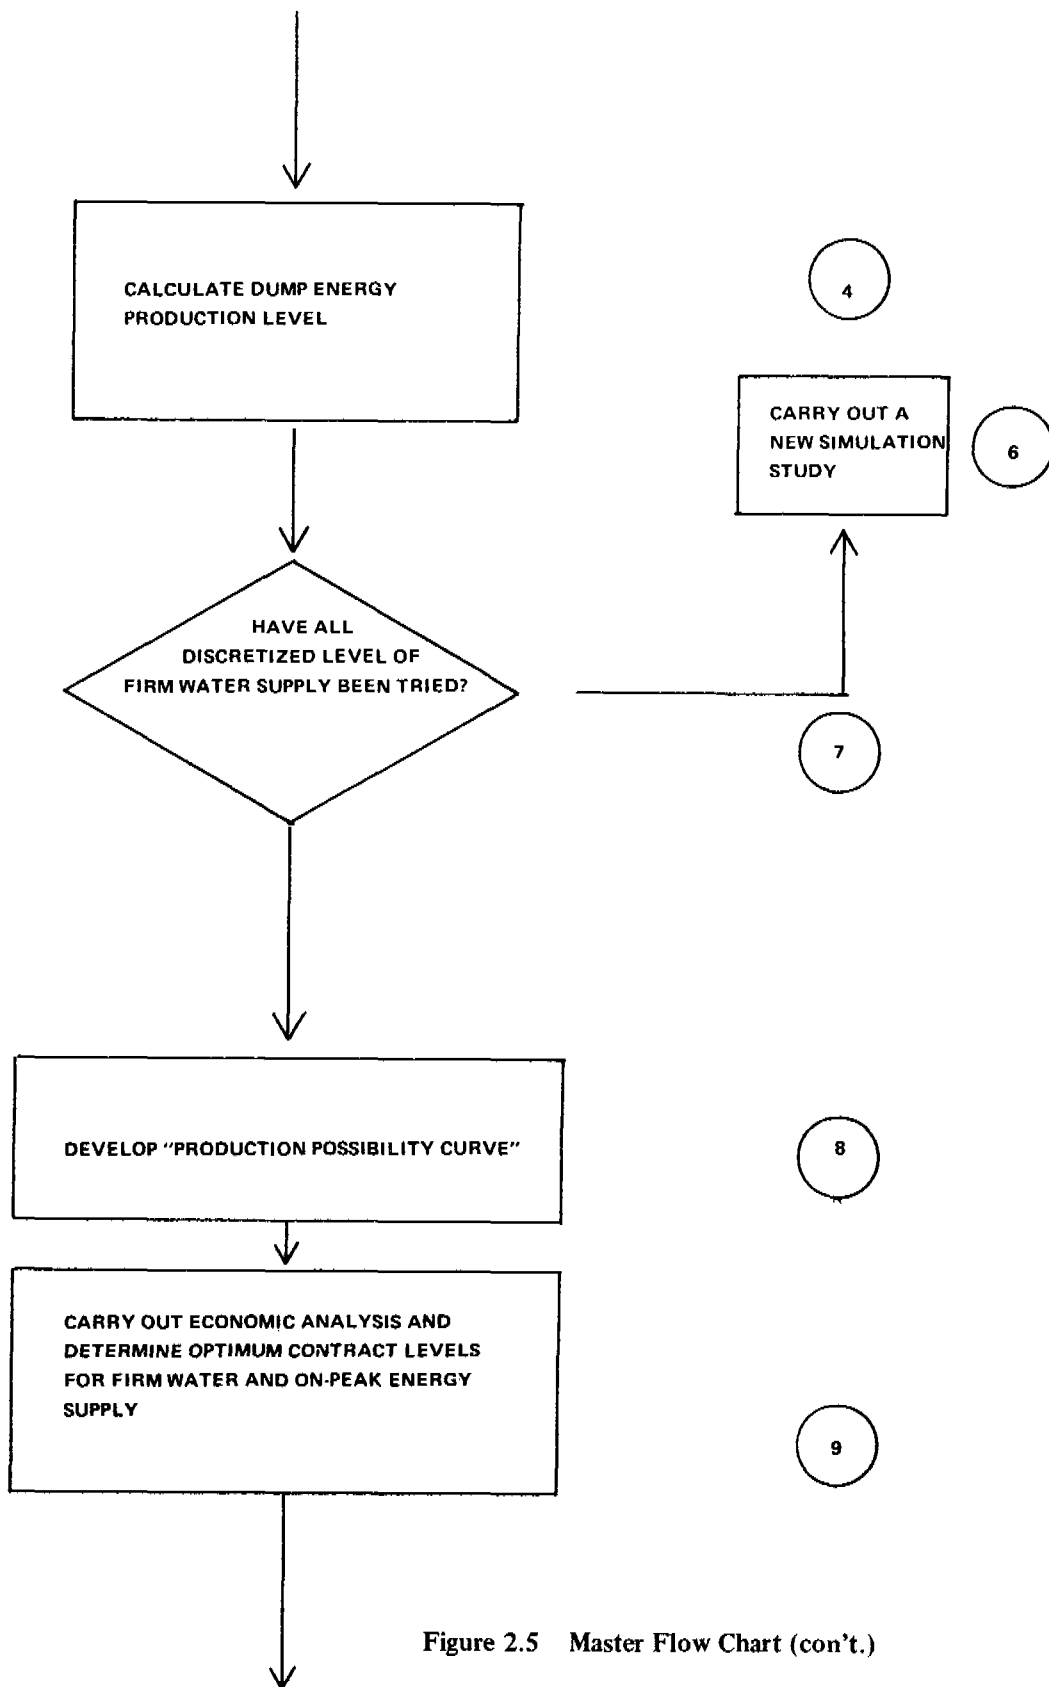 CALCULATE DUMP ENERGY
PRODUCTION LEVEL
4
CARRY OUT A
NEW SIMULATION
STUDY
6
HAVE ALL
DISCRETIZED LEVEL OF
FIRM WATER SUPPLY BEEN TRIED?
7
DEVELOP "PRODUCTION POSSIBILITY CURVE"
8
CARRY OUT ECONOMIC ANALYSIS AND
DETERMINE OPTIMUM CONTRACT LEVELS
FOR FIRM WATER AND ON-PEAK ENERGY
SUPPLY
9
Figure 2.5 Master Flow Chart (con't.)